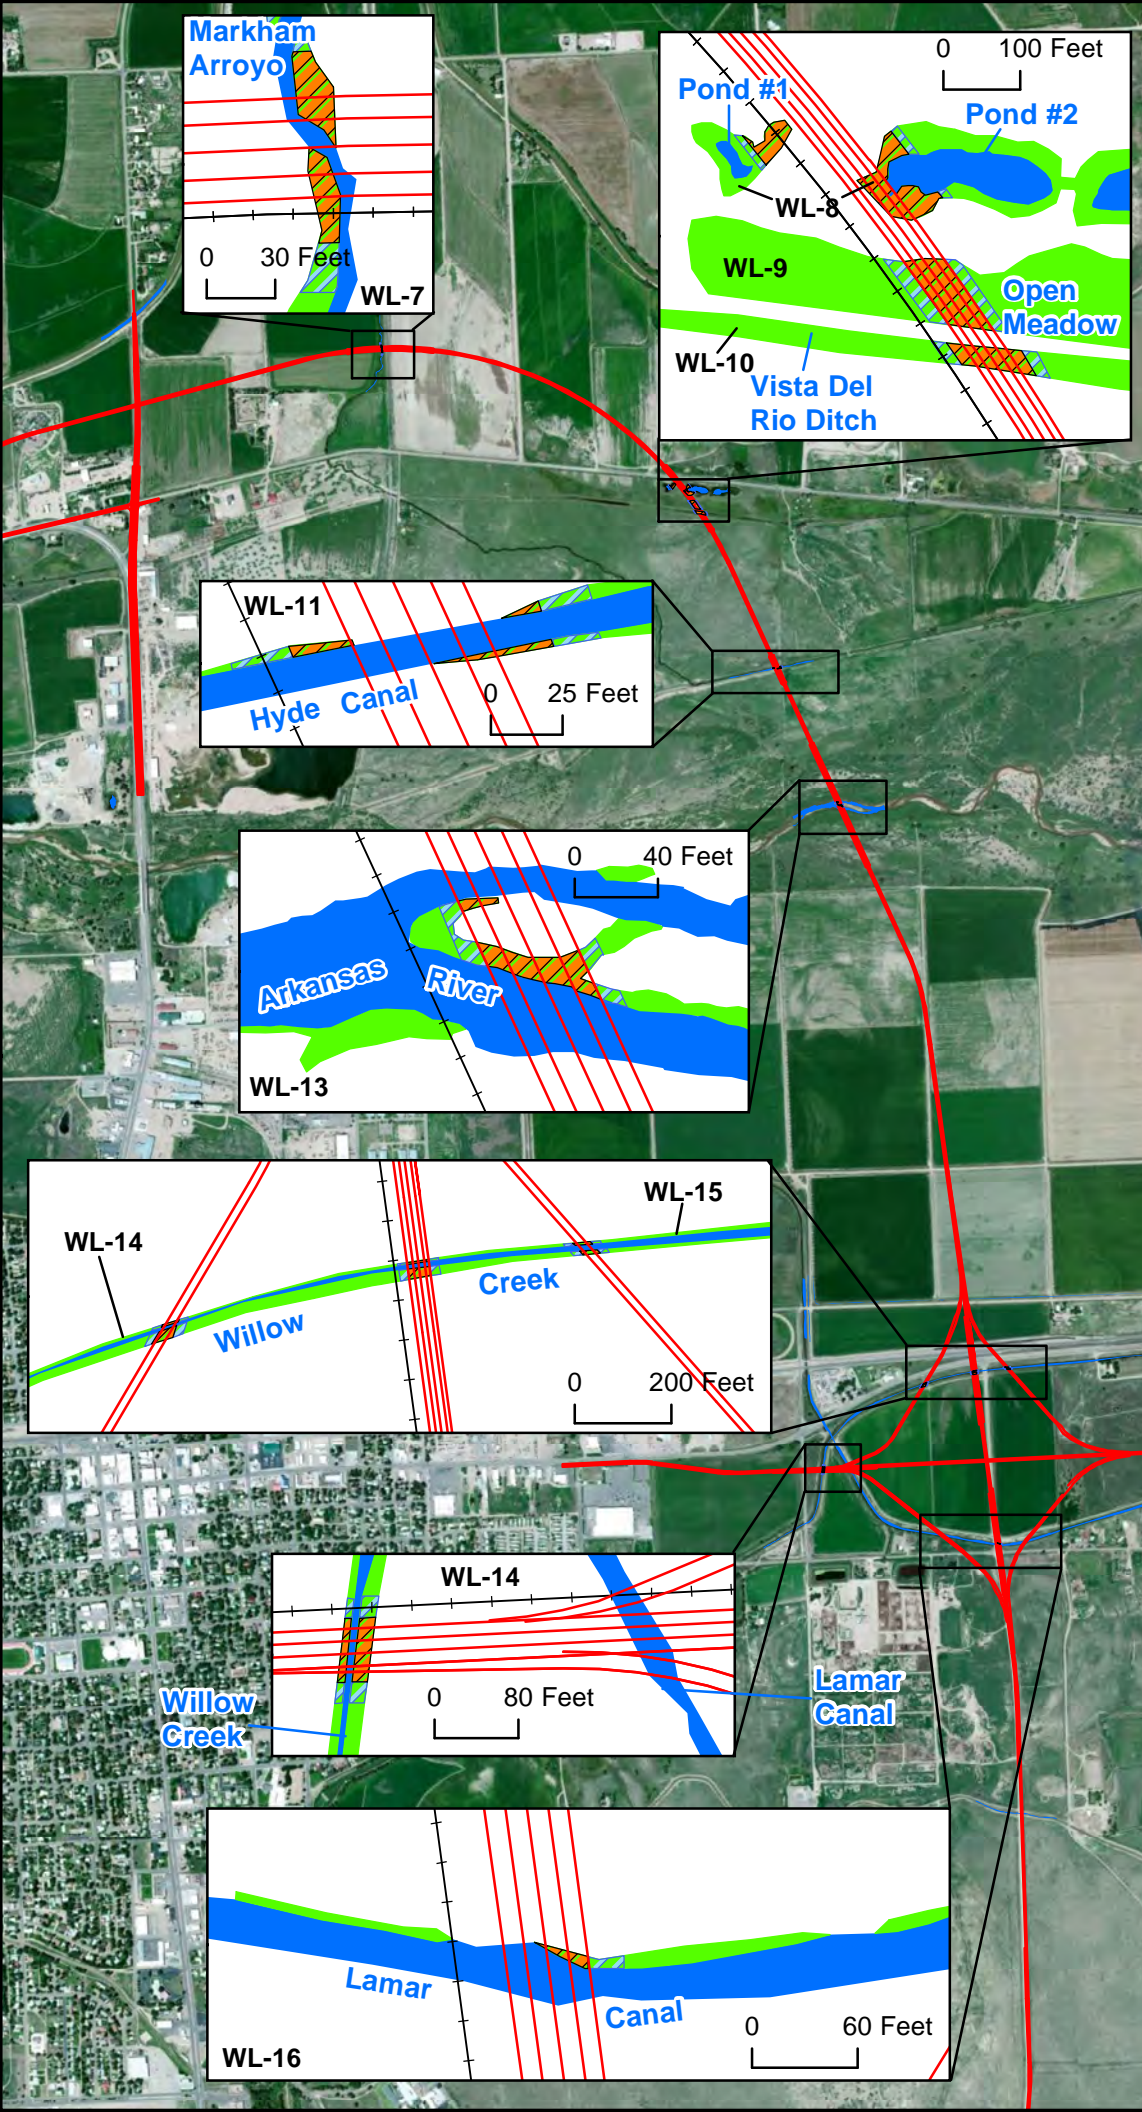 Markham
Arroyo
0 30 Feet
WL-7
0 100 Feet
Pond #1
Pond #2
WL-8
WL-9
Open
Meadow
WL-10
Vista Del
Rio Ditch
WL-11
0 25 Feet
Hyde Canal
0 40 Feet
Arkansas River
WL-13
WL-15
WL-14
Creek
Willow
0 200 Feet
WL-14
Willow
Creek
0 80 Feet
Lamar
Canal
Lamar
Canal
0 60 Feet
WL-16